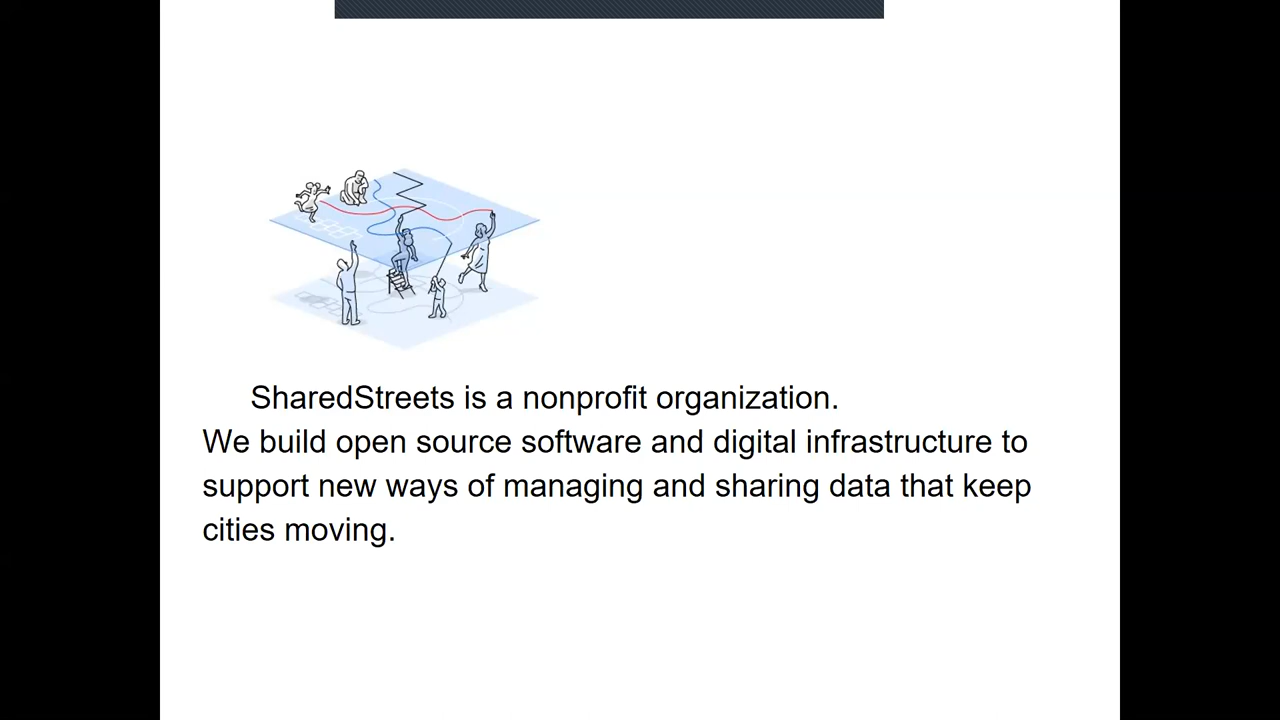 SharedStreets is a nonprofit organization.
We build open source software and digital infrastructure to
support new ways of managing and sharing data that keep
cities moving.